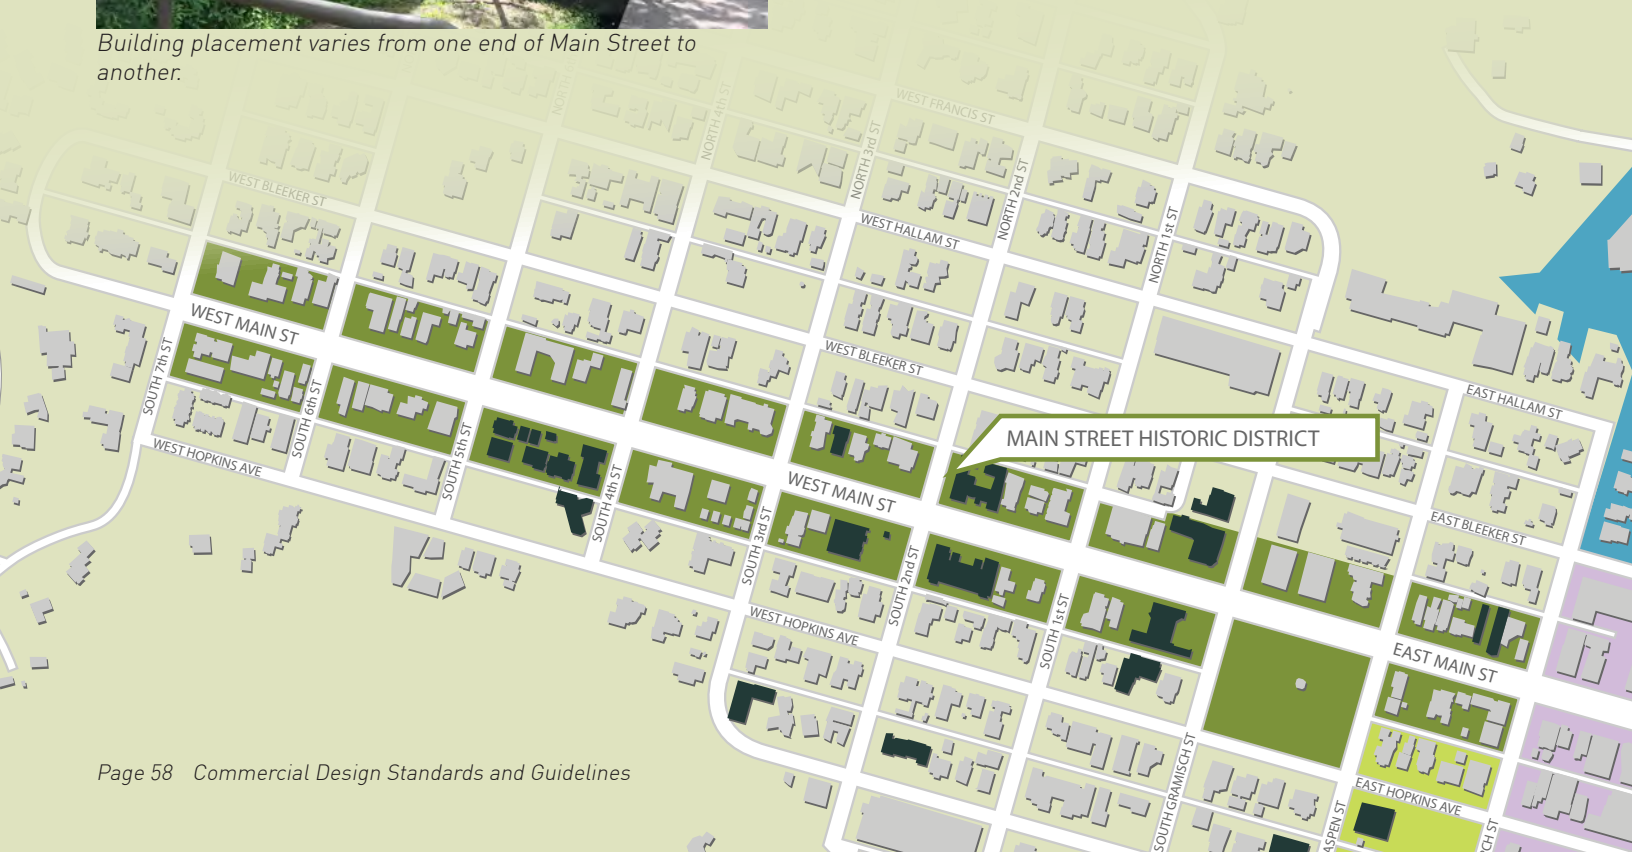 Building placement varies from one end of Main Street to
another.
NORTH 4th ST
WEST FRANCIS ST
NORTH 3rd ST
NORTH 2nd ST
NORTH 1st ST
WEST BLEEKER ST
WEST HALLAM ST
WEST MAIN ST
SOUTH 7th ST
WEST BLEEKER ST
SOUTH 6th ST
EAST HALLAM ST
MAIN STREET HISTORIC DISTRICT
WEST HOPKINS AVE
SOUTH 5th ST
SOUTH 4th ST
WEST MAIN ST
SOUTH 3rd ST
EAST BLEEKER ST
SOUTH 2nd ST
SOUTH 1st ST
WEST HOPKINS AVE
EAST MAIN ST
SOUTH GRAMISCH ST
EAST HOPKINS AVE
ASPEN ST
CH ST
Page 58 Commercial Design Standards and Guidelines